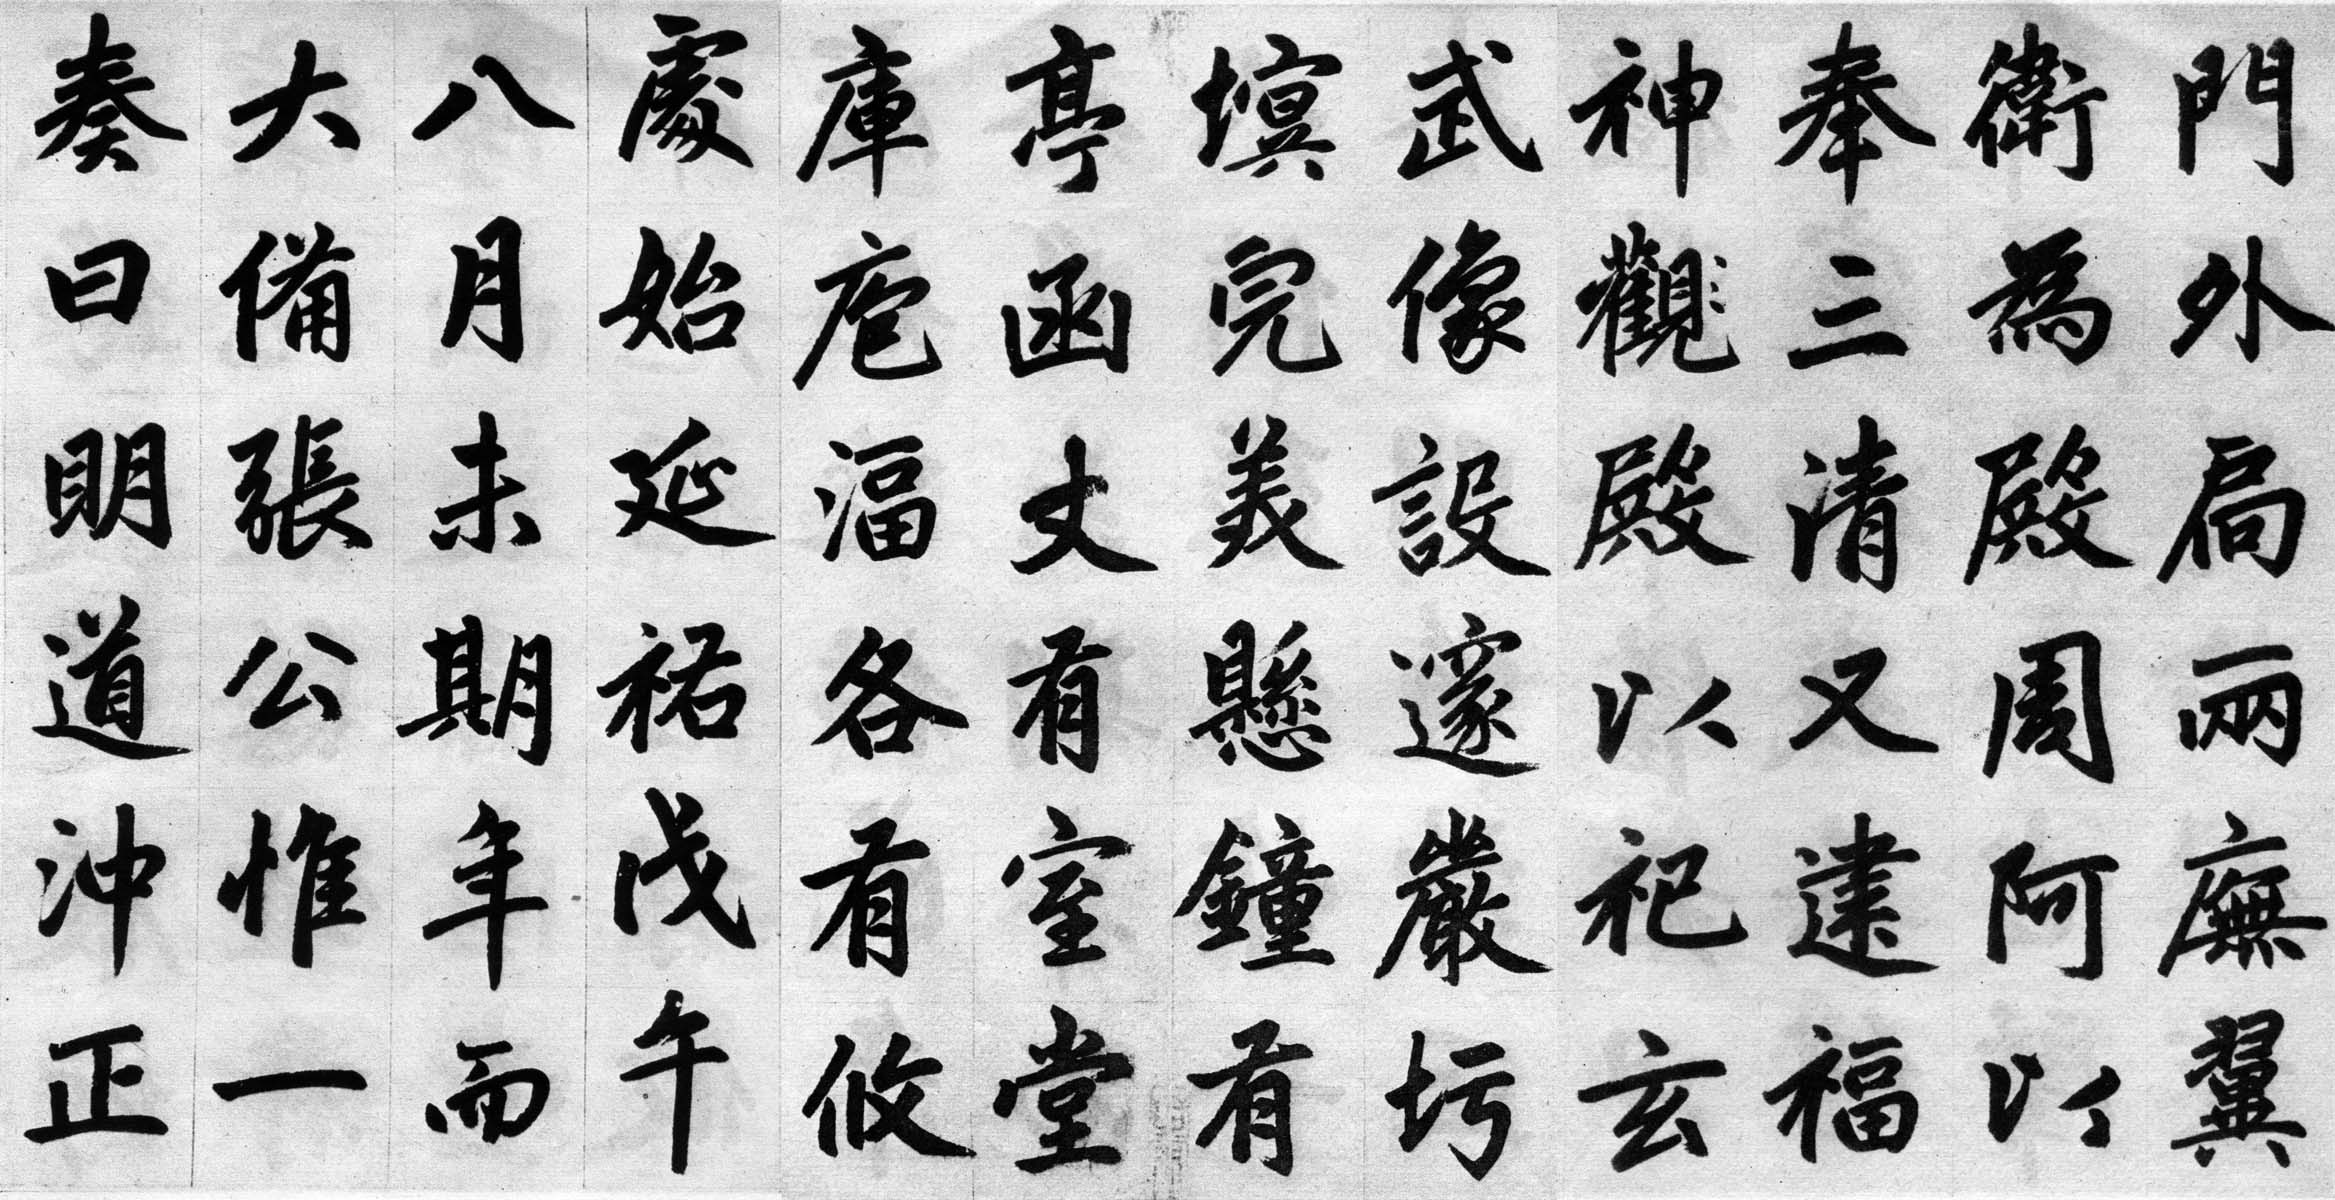 門外扃兩廡翼
衛為殿周阿以
奉三清又建福
神觀殿以祀玄
武像設邃嚴圬
塓完美懸鐘有
亭函丈有室堂
庫庖湢各有攸
處始延祐戊午
八月未期年而
大備張公惟一
奏曰明道沖正